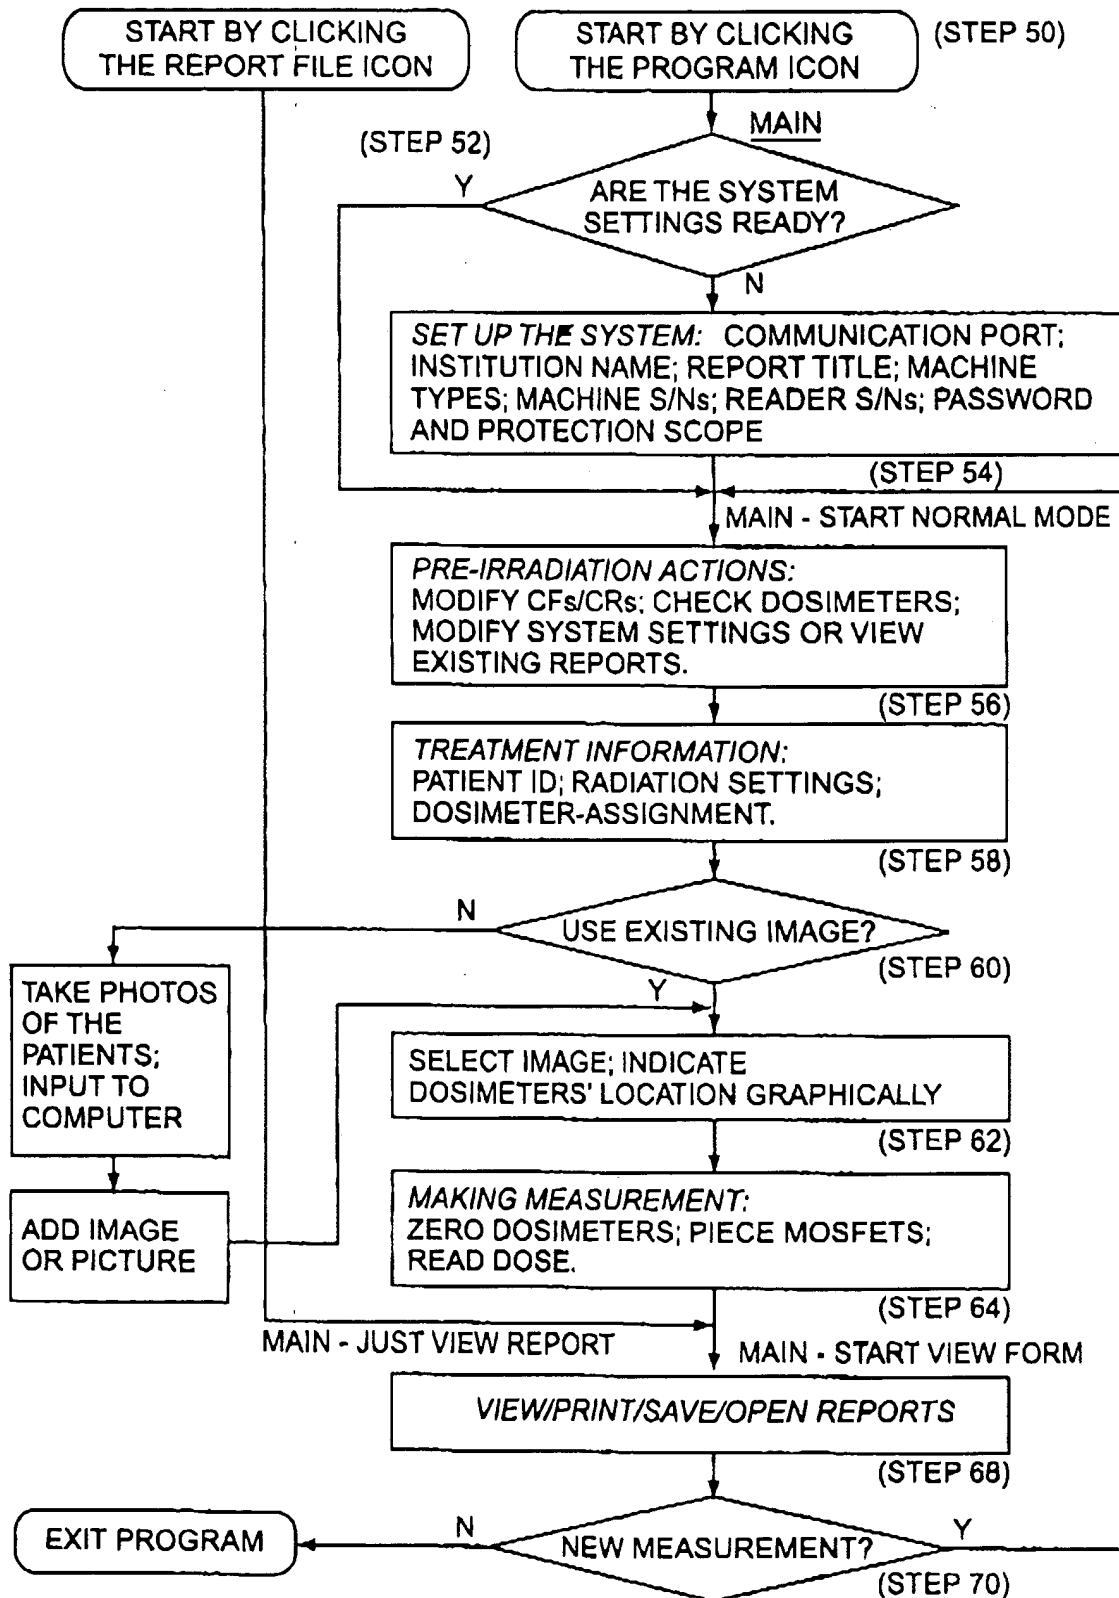 START BY CLICKING
THE REPORT FILE ICON
START BY CLICKING
THE PROGRAM ICON
(STEP 50)
MAIN
(STEP 52)
Y
ARE THE SYSTEM
SETTINGS READY?
N
SET UP THE SYSTEM: COMMUNICATION PORT;
INSTITUTION NAME; REPORT TITLE; MACHINE
TYPES; MACHINE S/Ns; READER S/Ns; PASSWORD
AND PROTECTION SCOPE
(STEP 54)
MAIN - START NORMAL MODE
PRE-IRRADIATION ACTIONS:
MODIFY CFs/CRs; CHECK DOSIMETERS;
MODIFY SYSTEM SETTINGS OR VIEW
EXISTING REPORTS.
(STEP 56)
TREATMENT INFORMATION:
PATIENT ID; RADIATION SETTINGS;
DOSIMETER-ASSIGNMENT.
(STEP 58)
N
USE EXISTING IMAGE?
(STEP 60)
Y
TAKE PHOTOS
OF THE
PATIENTS;
INPUT TO
COMPUTER
ADD IMAGE
OR PICTURE
SELECT IMAGE; INDICATE
DOSIMETERS' LOCATION GRAPHICALLY
(STEP 62)
MAKING MEASUREMENT:
ZERO DOSIMETERS; PIECE MOSFETS;
READ DOSE.
(STEP 64)
MAIN - JUST VIEW REPORT
MAIN - START VIEW FORM
VIEW/PRINT/SAVE/OPEN REPORTS
(STEP 68)
EXIT PROGRAM
N
NEW MEASUREMENT?
Y
(STEP 70)